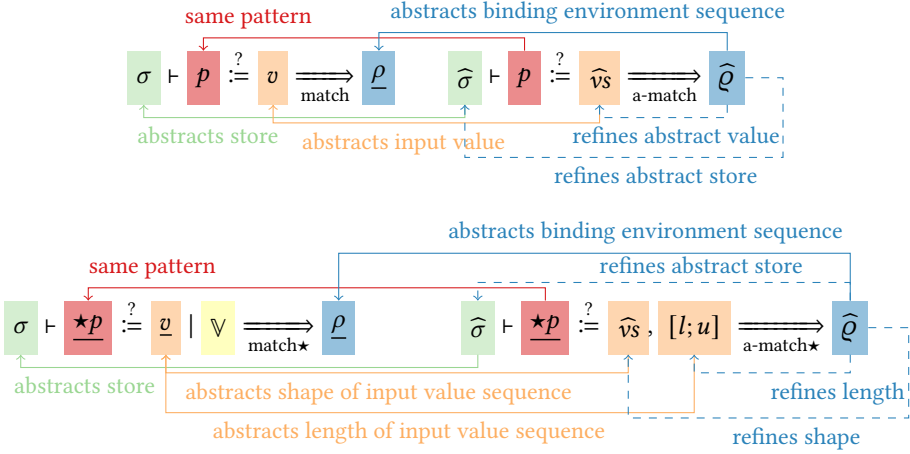 abstracts binding environment sequence
same pattern
σ ⊢ p ?:= v ⟹ match ρ
σ̂ ⊢ p ?:= v̂s ⟹ a-match ϱ̂
abstracts store
abstracts input value
refines abstract value
refines abstract store
abstracts binding environment sequence
same pattern
refines abstract store
σ ⊢ ★p ?:= v | 𝕍 ⟹ match★ ρ
σ̂ ⊢ ★p ?:= v̂s, [l; u] ⟹ a-match★ ϱ̂
abstracts store
abstracts shape of input value sequence
refines length
abstracts length of input value sequence
refines shape